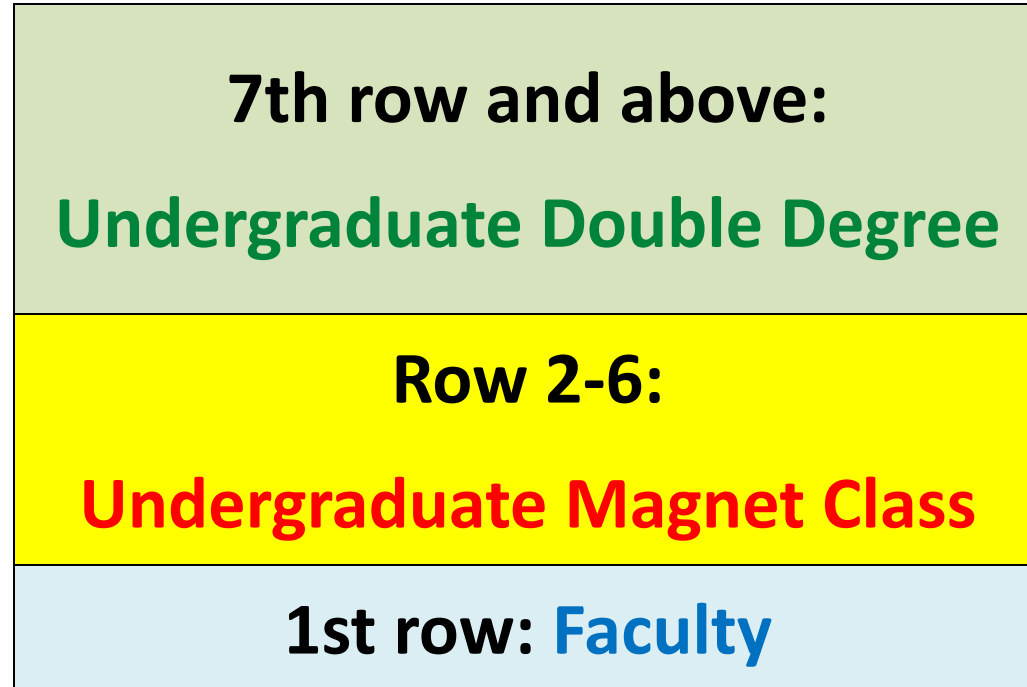 7th row and above:
Undergraduate Double Degree
Row 2-6:
Undergraduate Magnet Class
1st row: Faculty